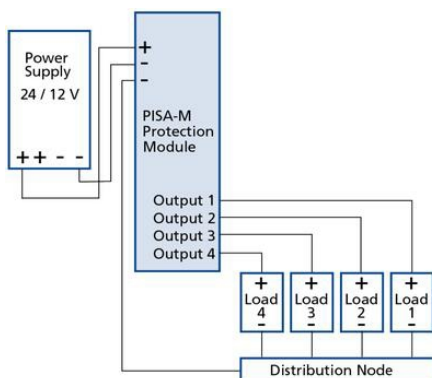 Power
Supply
24 / 12 V
+ + - -
+
-
-
PISA-M
Protection
Module
Output 1
Output 2
Output 3
Output 4
+ + + +
Load Load Load Load
4 3 2 1
- - - -
Distribution Node